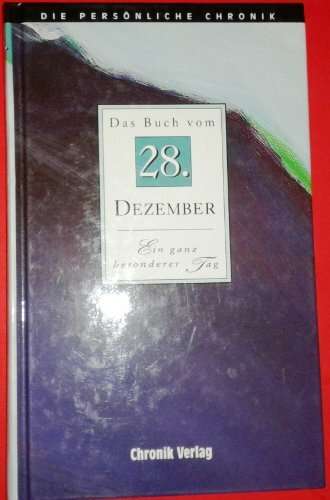 DIE PERSÖNLICHE CHRONIK
Das Buch vom
28.
DEZEMBER
Ein ganz
besonderer Tag
Chronik Verlag